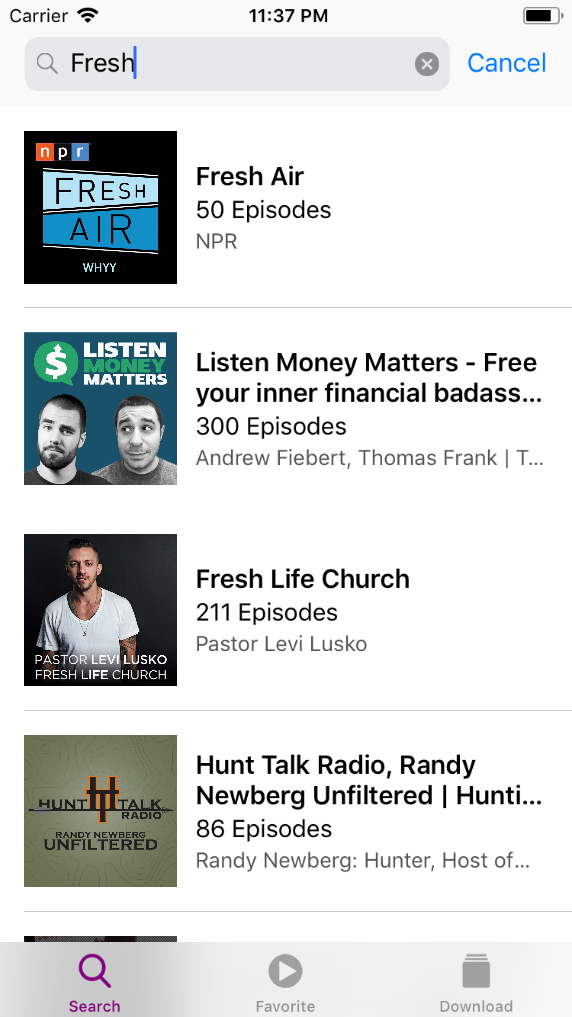 Carrier 11:37 PM
Fresh
Cancel
npr
FRESH
AIR
WHYY
Fresh Air
50 Episodes
NPR
LISTEN
MONEY
MATTERS
$
Listen Money Matters - Free
your inner financial badass...
300 Episodes
Andrew Fiebert, Thomas Frank | T...
PASTOR LEVI LUSKO
FRESH LIFE CHURCH
Fresh Life Church
211 Episodes
Pastor Levi Lusko
HUNT HT TALK
RADIO
RANDY NEWBERG
UNFILTERED
Hunt Talk Radio, Randy
Newberg Unfiltered | Hunti...
86 Episodes
Randy Newberg: Hunter, Host of...
Search Favorite Download